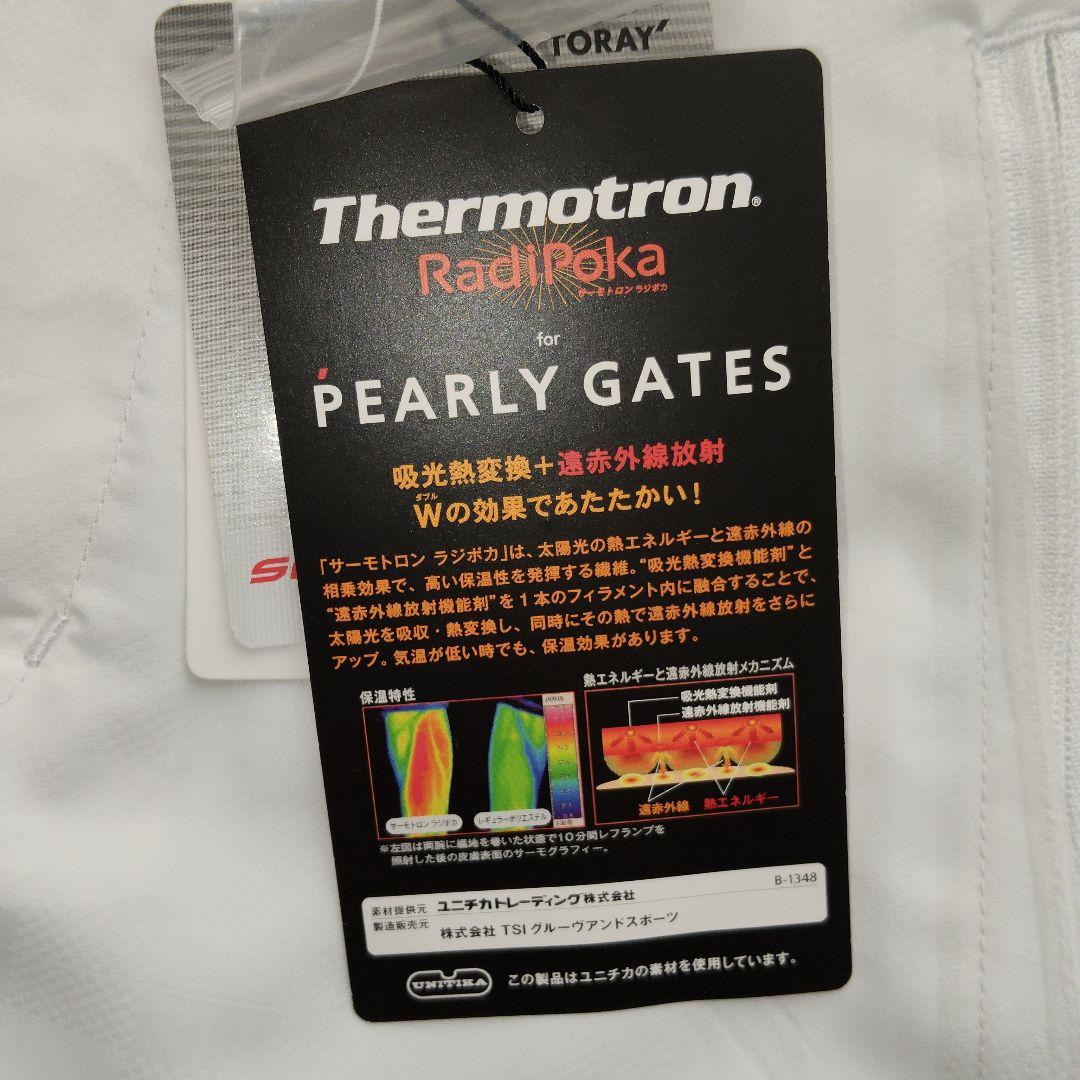 TORAY
Thermotron®
RadiPoka
サーモトロン ラジポカ
for
PEARLY GATES
吸光熱変換+遠赤外線放射
ダブル
Wの効果であたたかい!
「サーモトロン ラジポカ」は、太陽光の熱エネルギーと遠赤外線の
相乗効果で、高い保温性を発揮する繊維。"吸光熱変換機能剤"と
"遠赤外線放射機能剤"を1本のフィラメント内に融合することで、
太陽光を吸収・熱変換し、同時にその熱で遠赤外線放射をさらに
アップ。気温が低い時でも、保温効果があります。
保温特性
サーモトロン ラジポカ
レギュラーポリエステル
熱エネルギーと遠赤外線放射メカニズム
吸光熱変換機能剤
遠赤外線放射機能剤
遠赤外線
熱エネルギー
※左図は両腕に編地を巻いた状態で10分間レフランプを
照射した後の皮膚表面のサーモグラフィー。
B-1348
素材提供元 ユニチカトレーディング株式会社
製造販売元 株式会社 TSIグルーヴアンドスポーツ
UNITIKA この製品はユニチカの素材を使用しています。